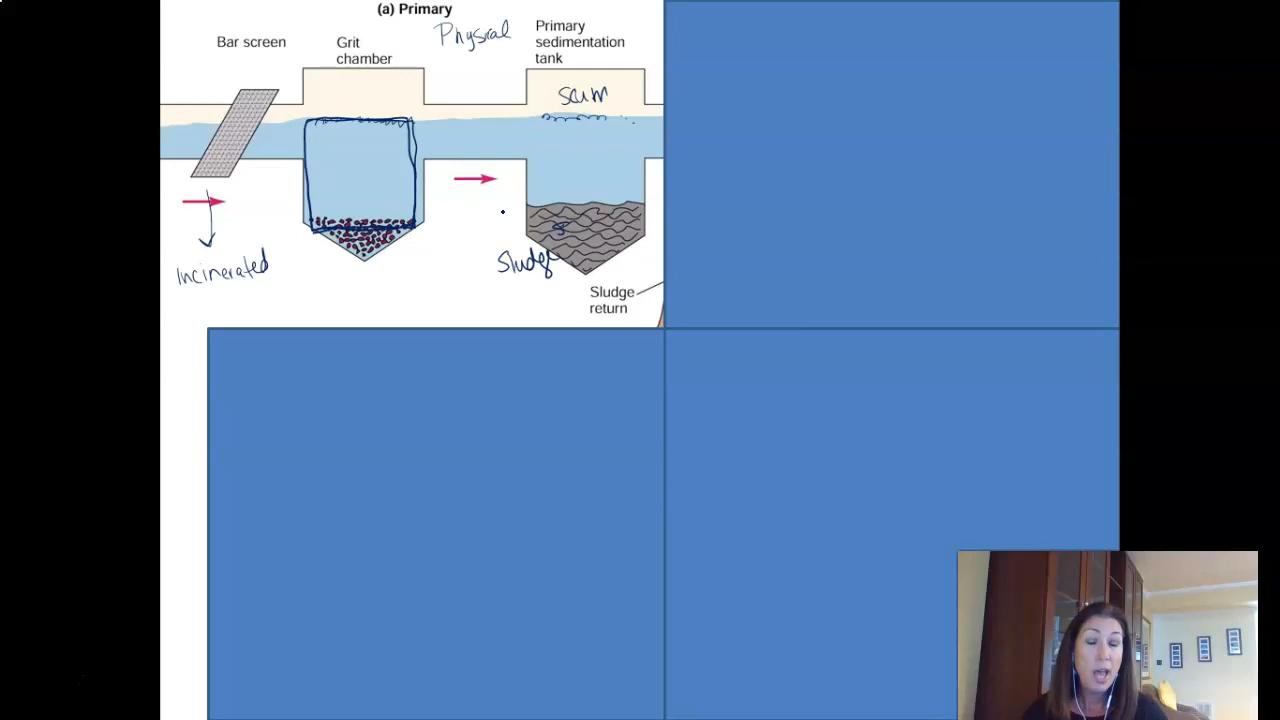 (a) Primary
Physical
Bar screen
Grit
chamber
Primary
sedimentation
tank
scum
Incinerated
Sludge
Sludge
return